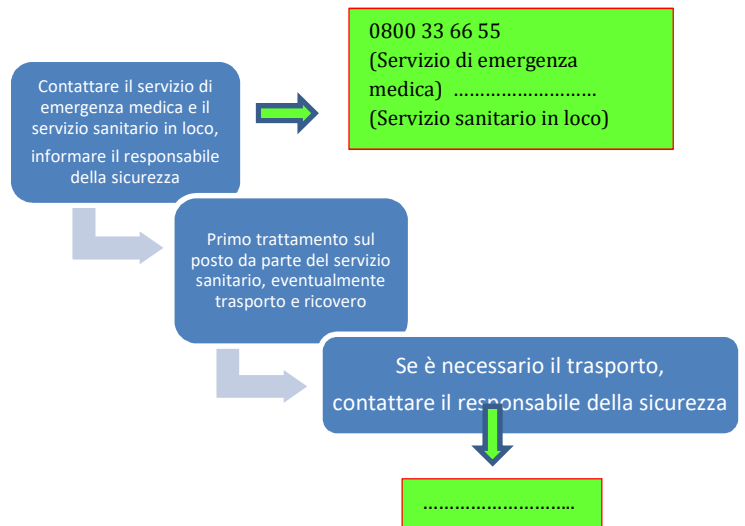 0800 33 66 55
(Servizio di emergenza
medica) ...........................
(Servizio sanitario in loco)
Contattare il servizio di
emergenza medica e il
servizio sanitario in loco,
informare il responsabile
della sicurezza
Primo trattamento sul
posto da parte del servizio
sanitario, eventualmente
trasporto e ricovero
Se è necessario il trasporto,
contattare il responsabile della sicurezza
...........................